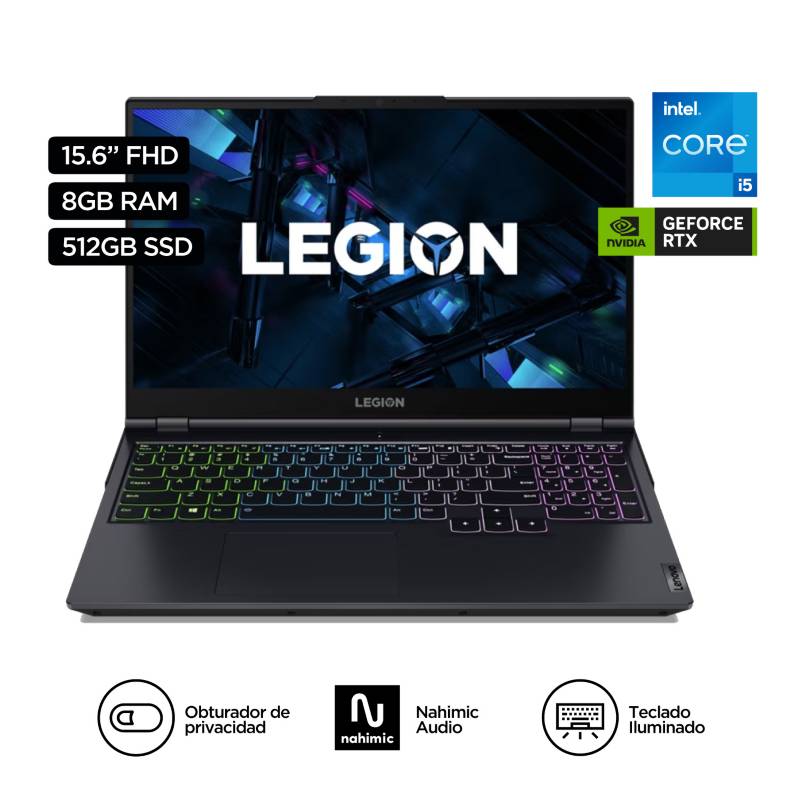 15.6” FHD
8GB RAM
512GB SSD
intel.
CORE
i5
NVIDIA
GEFORCE
RTX
LEGION
LEGION
Lenovo
Obturador de
privacidad
nahimic
Nahimic
Audio
Teclado
Iluminado